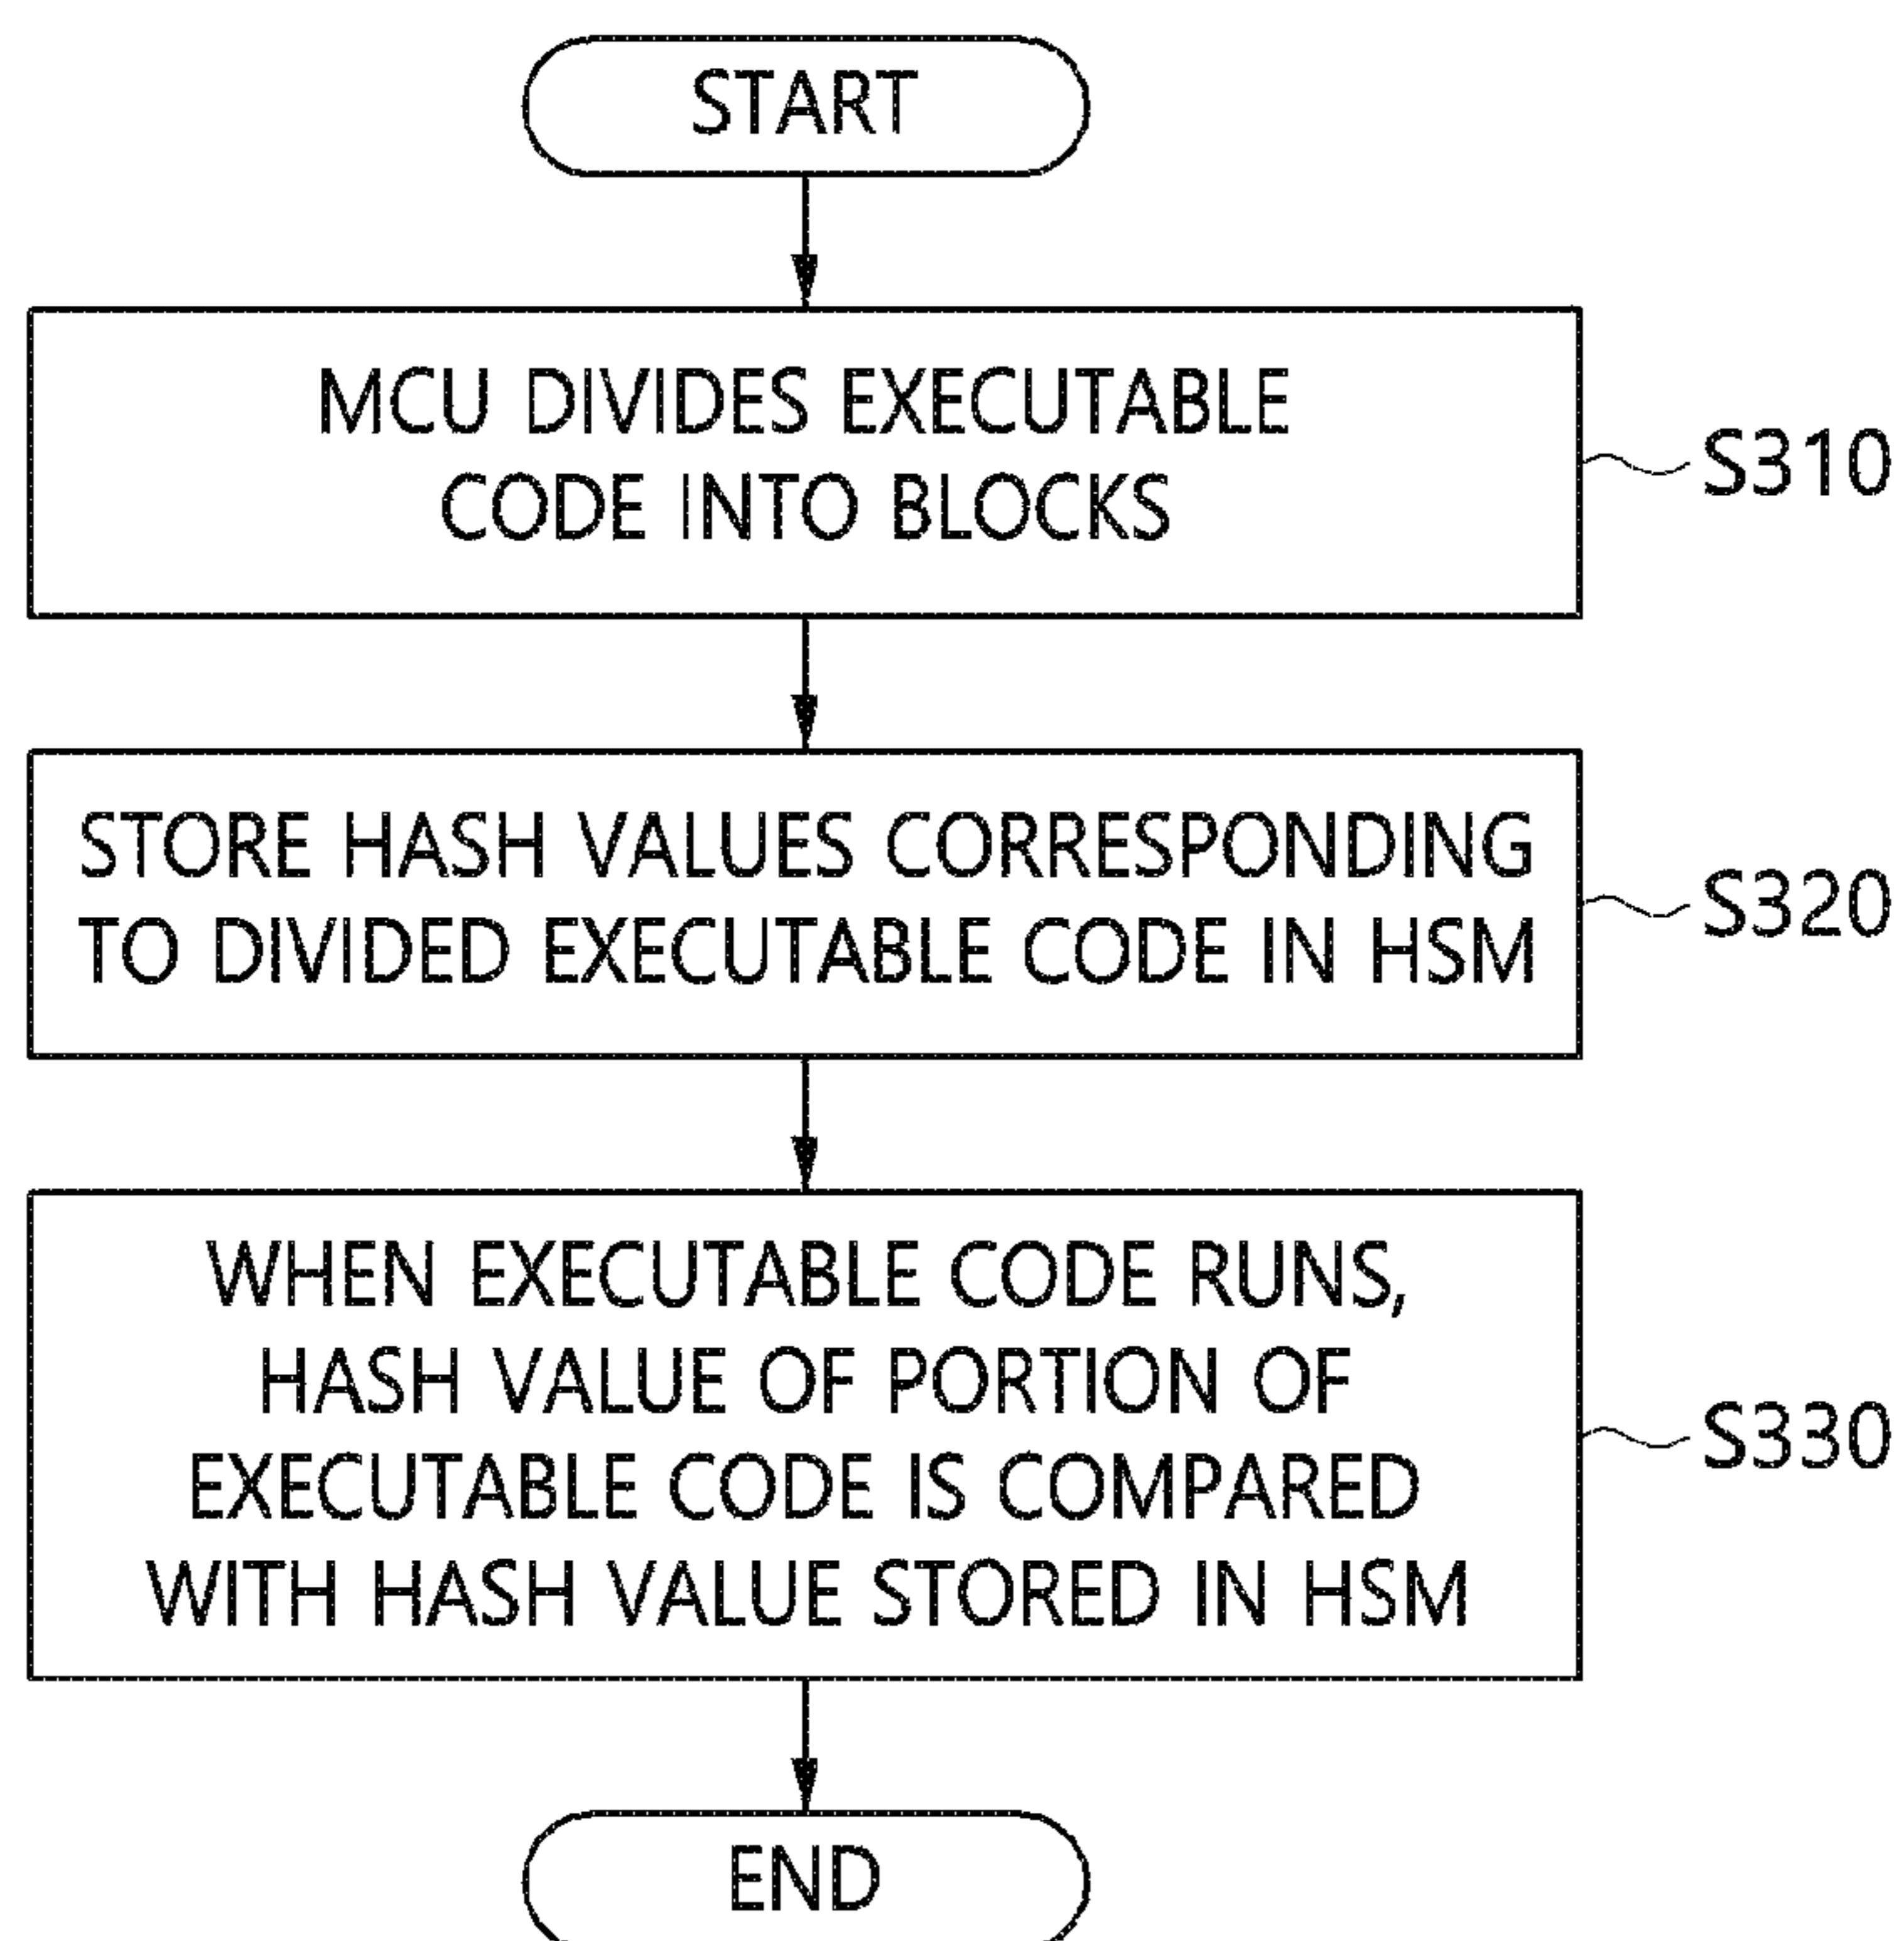 START
MCU DIVIDES EXECUTABLE
CODE INTO BLOCKS
S310
STORE HASH VALUES CORRESPONDING
TO DIVIDED EXECUTABLE CODE IN HSM
S320
WHEN EXECUTABLE CODE RUNS,
HASH VALUE OF PORTION OF
EXECUTABLE CODE IS COMPARED
WITH HASH VALUE STORED IN HSM
S330
END